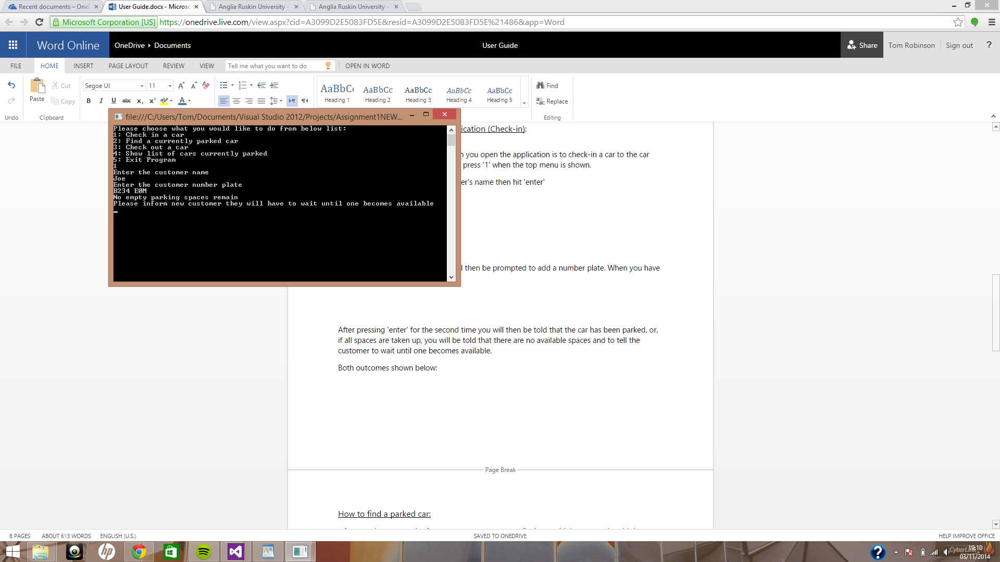 Recent documents – OneD
User Guide.docx - Microsc
Anglia Ruskin University -
Anglia Ruskin University -
Microsoft Corporation [US]
https://onedrive.live.com/view.aspx?cid=A3099D2E5083FD5E&resid=A3099D2E5083FD5E%21486&app=Word
Word Online
OneDrive Documents
User Guide
Share
Tom Robinson
Sign out
?
FILE HOME INSERT PAGE LAYOUT REVIEW VIEW Tell me what you want to do OPEN IN WORD
Paste
Cut
Copy
Segoe UI 11
AaBbCc AaBbCc AaBbCc AaBbCc AaBbCc
Heading 1 Heading 2 Heading 3 Heading 4 Heading 5
Find
Replace
Undo Clipboard Editing
file:///C:/Users/Tom/Documents/Visual Studio 2012/Projects/Assignment1NEW...
Please choose what you would like to do from below list:
1: Check in a car
2: Find a currently parked car
3: Check out a car
4: Show list of cars currently parked
5: Exit Program
1
Enter the customer name
Joe
Enter the customer number plate
B234 E0M
No empty parking spaces remain
Please inform new customer they will have to wait until one becomes available
ication (Check-in):
n you open the application is to check-in a car to the car
press '1' when the top menu is shown.
er's name then hit 'enter'
l then be prompted to add a number plate. When you have
After pressing 'enter' for the second time you will then be told that the car has been parked, or,
if all spaces are taken up, you will be told that there are no available spaces and to tell the
customer to wait until one becomes available.
Both outcomes shown below:
Page Break
How to find a parked car:
8 PAGES ABOUT 613 WORDS ENGLISH (U.S.) SAVED TO ONEDRIVE HELP IMPROVE OFFICE
hp
CyberLink
19:10
03/11/2014